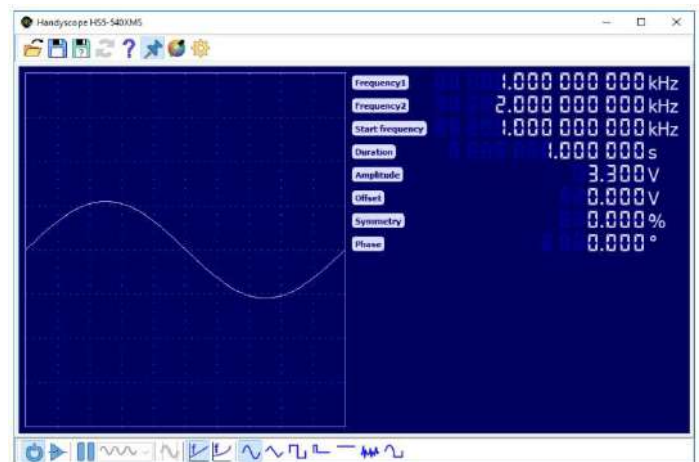 Handyscope HS5-540XMS
Frequency1 1.000 000 000 kHz
Frequency2 2.000 000 000 kHz
Start frequency 1.000 000 000 kHz
Duration 1.000 000 s
Amplitude 3.300 V
Offset 0.000 V
Symmetry 0.000 %
Phase 0.000 °